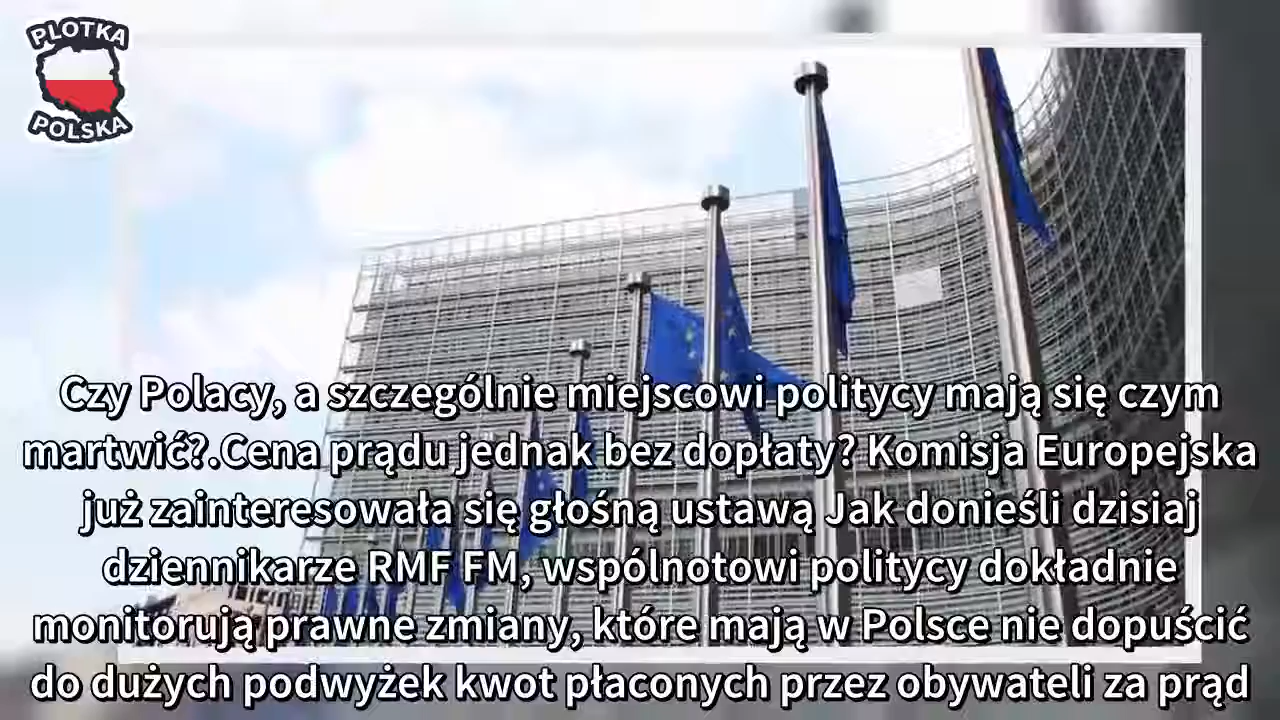 PLOTKA
POLSKA
Czy Polacy, a szczególnie miejscowi politycy mają się czym
martwić?.Cena prądu jednak bez dopłaty? Komisja Europejska
już zainteresowała się głośną ustawą Jak donieśli dzisiaj
dziennikarze RMF FM, wspólnotowi politycy dokładnie
monitorują prawne zmiany, które mają w Polsce nie dopuścić
do dużych podwyżek kwot płaconych przez obywateli za prąd